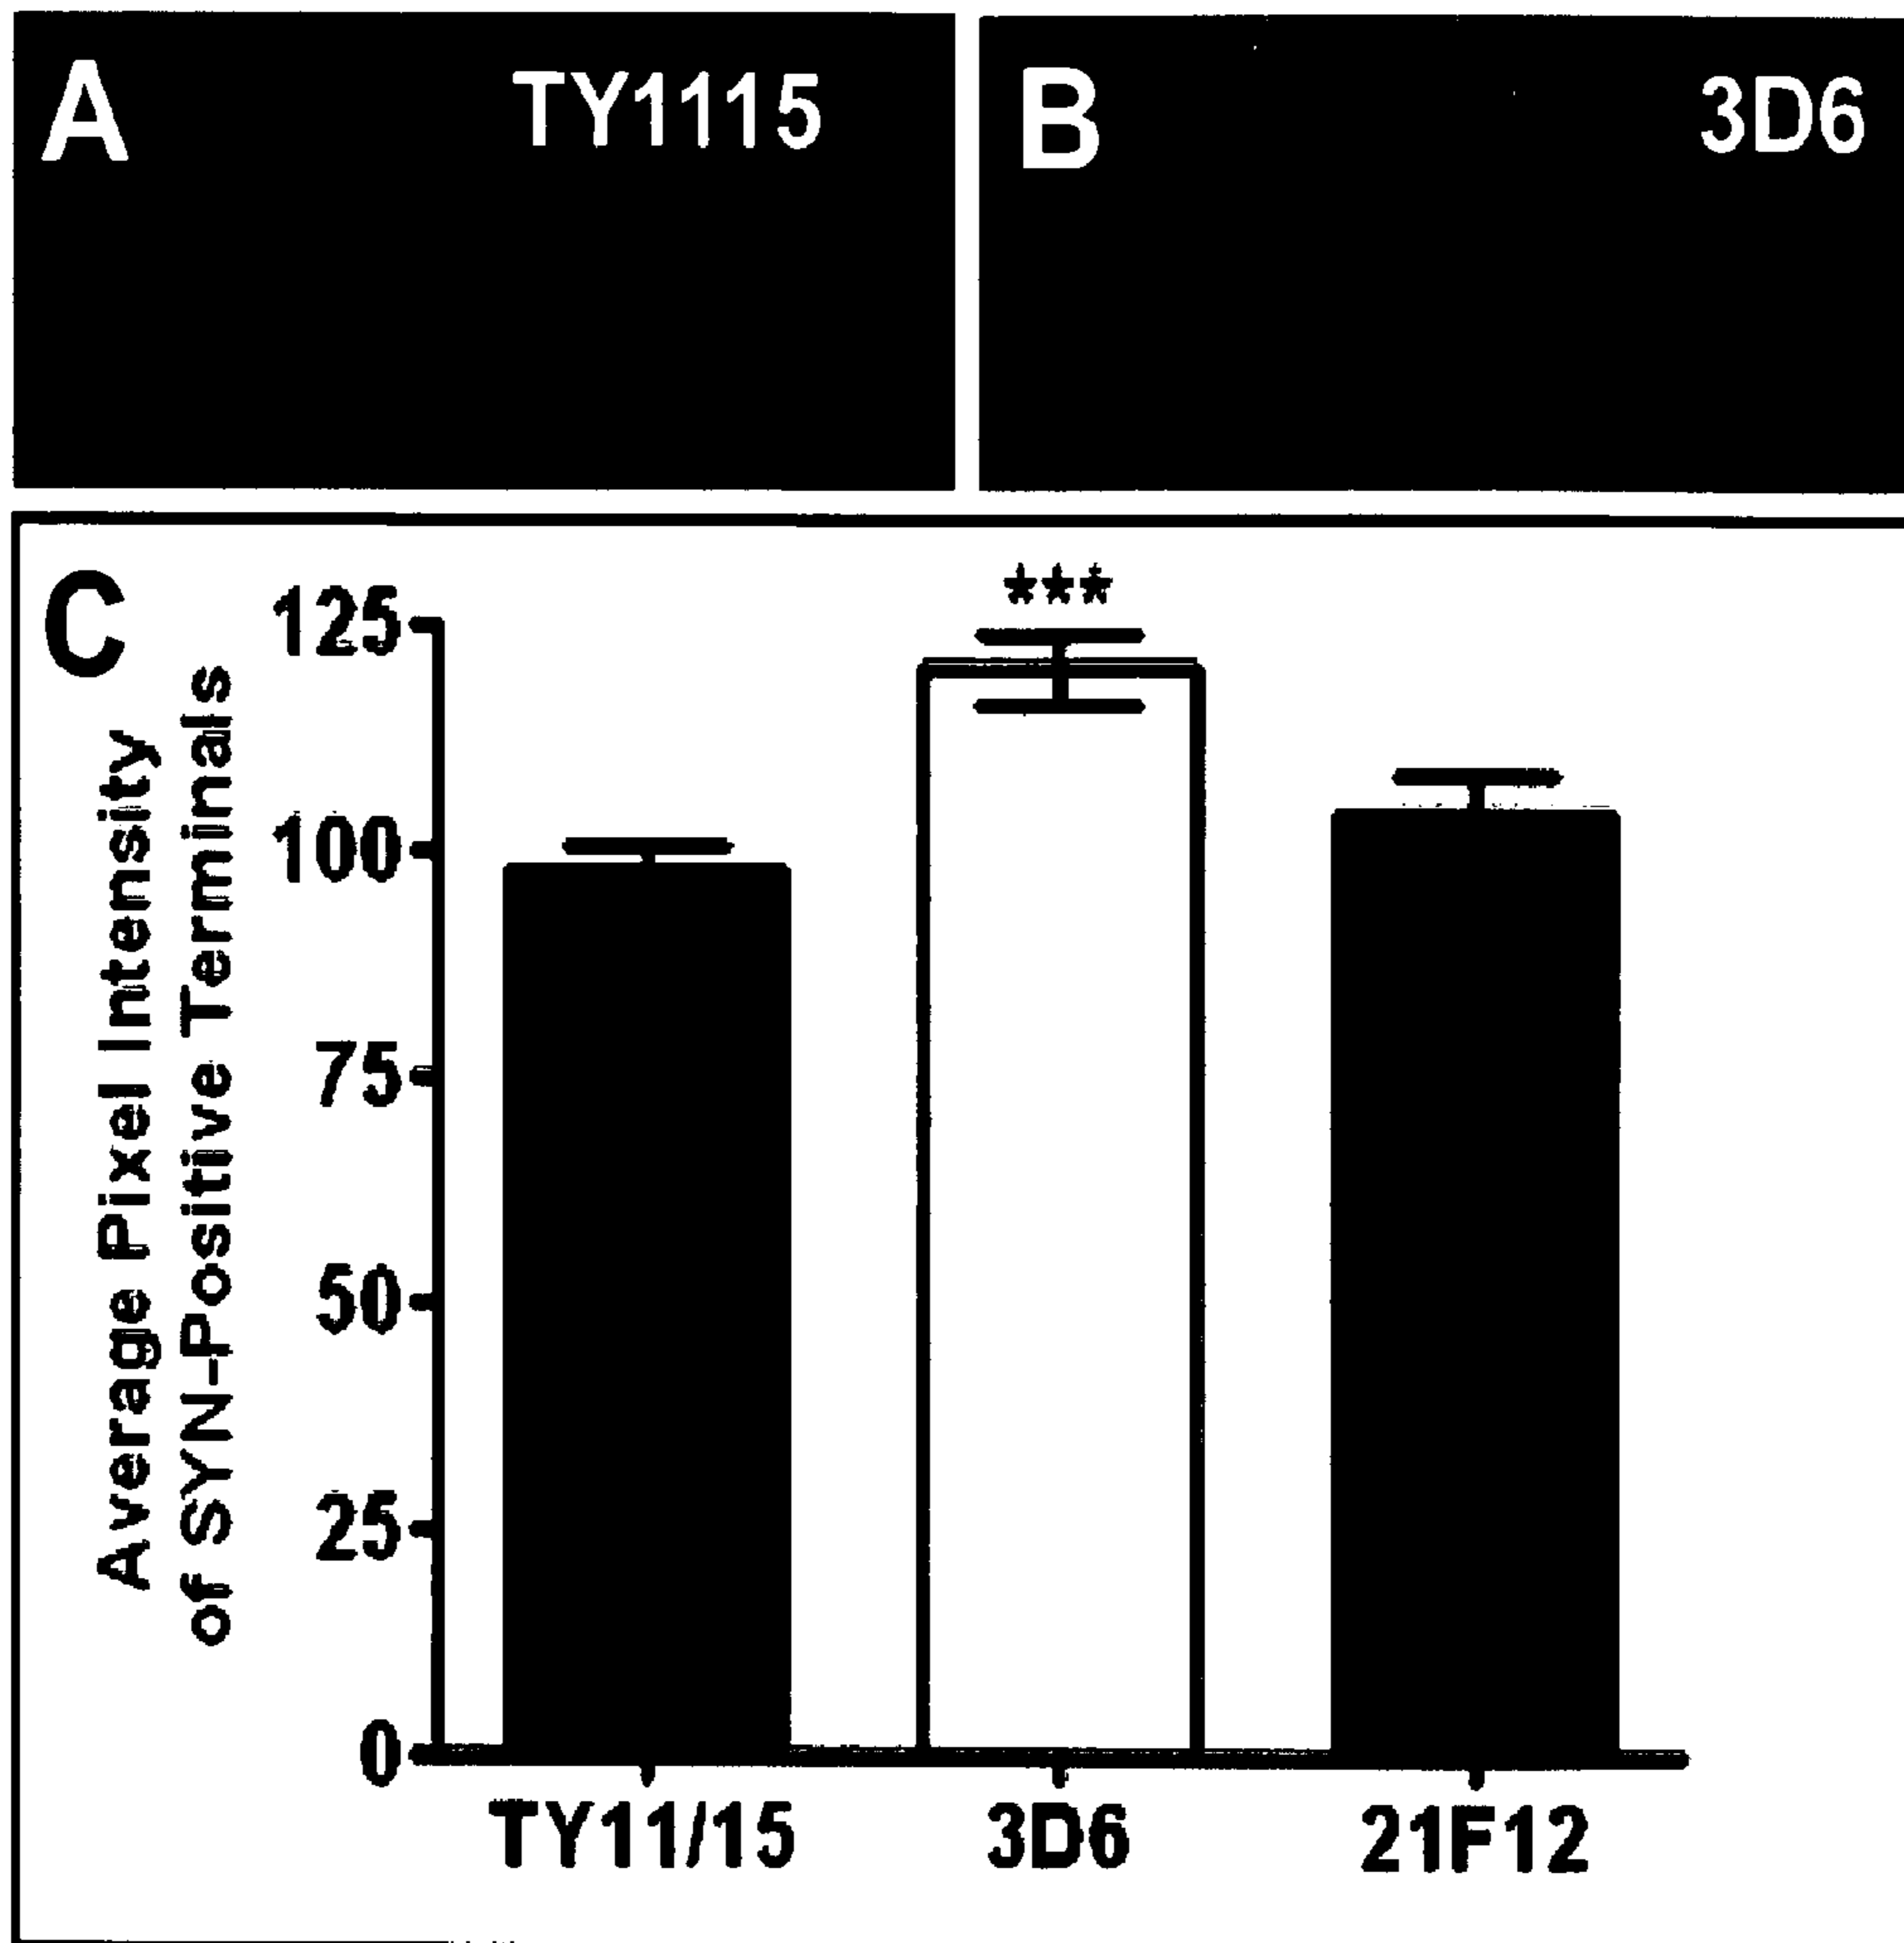 A
TY1115
B
3D6
C
Average Pixel Intensity
of SYN-Positive Terminals
125
100
75
50
25
0
***
TY11/15
3D6
21F12